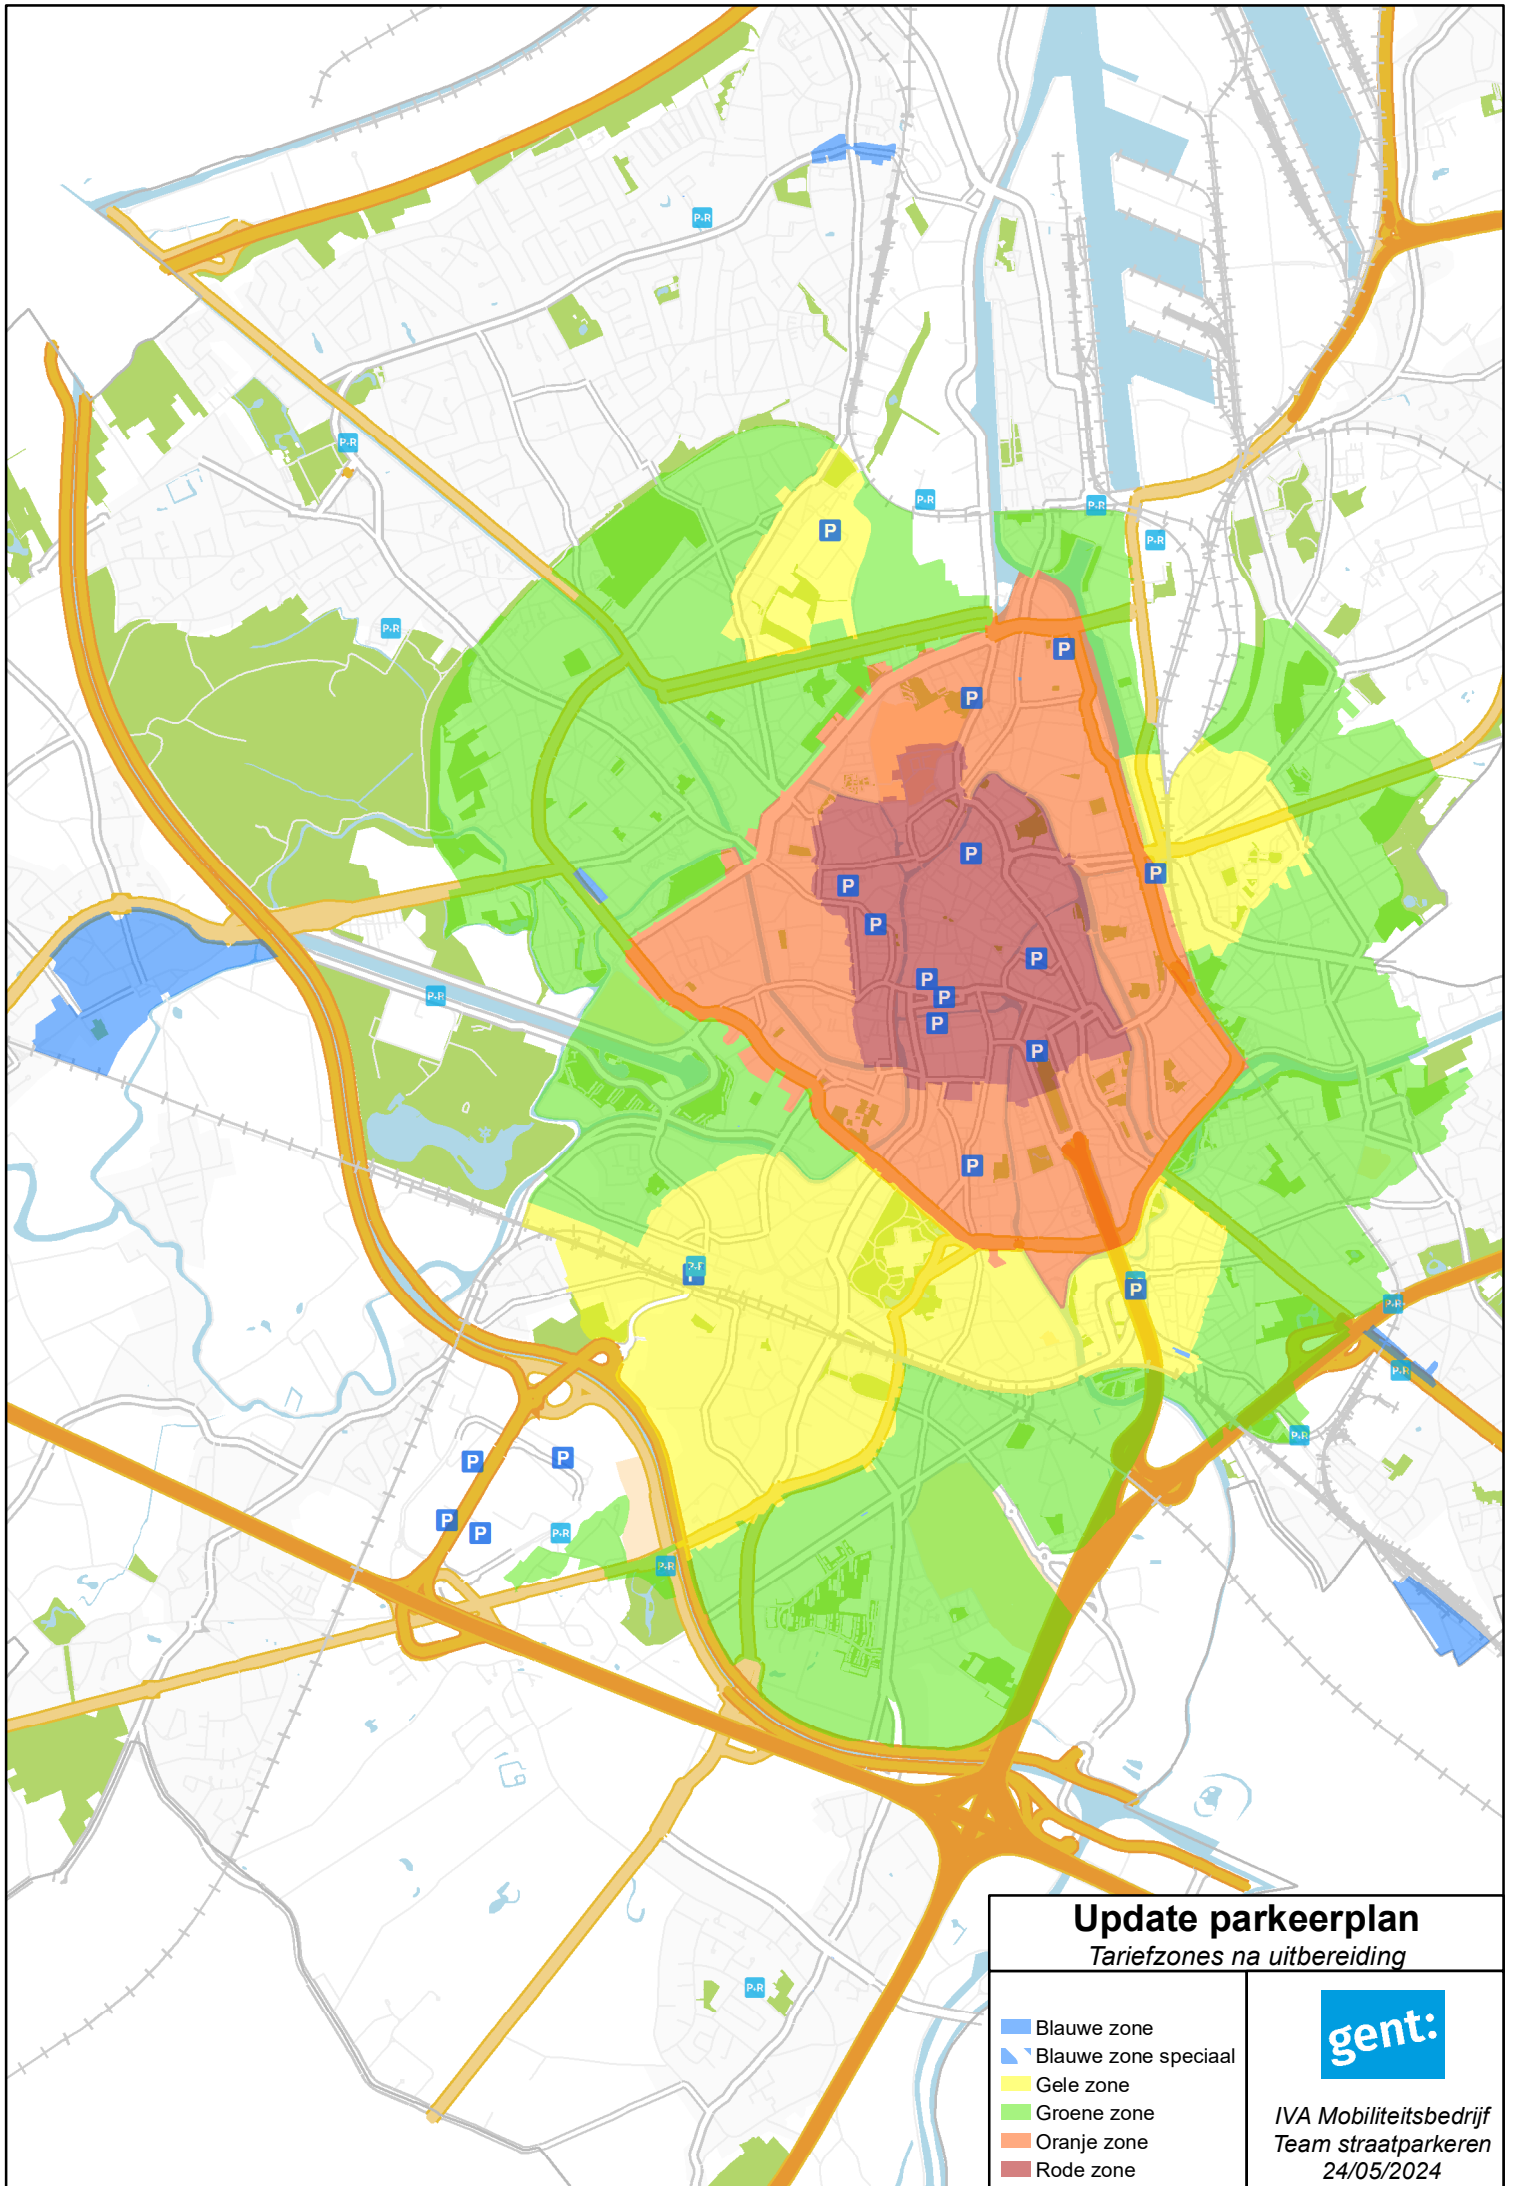 P+R
P+R
P+R
P+R
P
P+R
P+R
P+R
P
P
P
P
P
P
P
P
P
P
P+R
P
P
P
P+R
P
P
P+R
P+R
P+R
P
P
P
P
P+R
P+R
P+R
Update parkeerplan
Tariefzones na uitbereiding
Blauwe zone
Blauwe zone speciaal
Gele zone
Groene zone
Oranje zone
Rode zone
gent:
IVA Mobiliteitsbedrijf
Team straatparkeren
24/05/2024